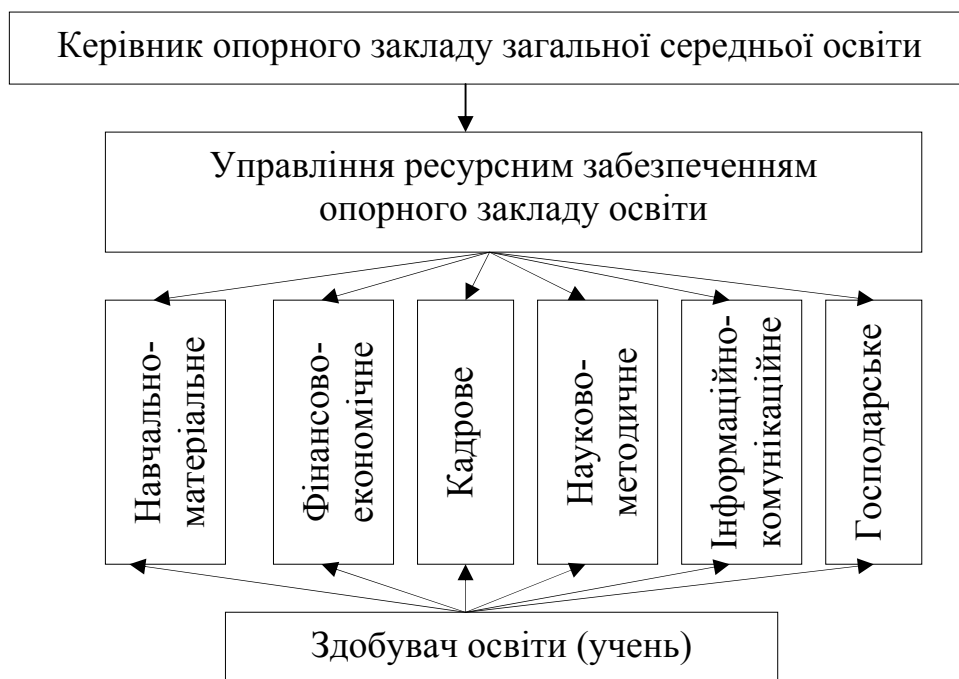 Керівник опорного закладу загальної середньої освіти
Управління ресурсним забезпеченням
опорного закладу освіти
Навчально-
матеріальне
Фінансово-
економічне
Кадрове
Науково-
методичне
Інформаційно-
комунікаційне
Господарське
Здобувач освіти (учень)